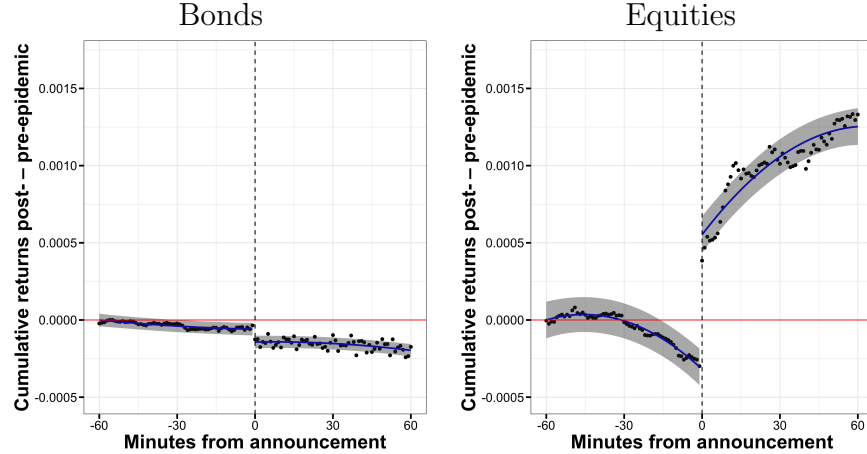 Bonds
Cumulative returns post- – pre-epidemic
0.0015
0.0010
0.0005
0.0000
-0.0005
-60 -30 0 30 60
Minutes from announcement
Equities
Cumulative returns post- – pre-epidemic
0.0015
0.0010
0.0005
0.0000
-0.0005
-60 -30 0 30 60
Minutes from announcement